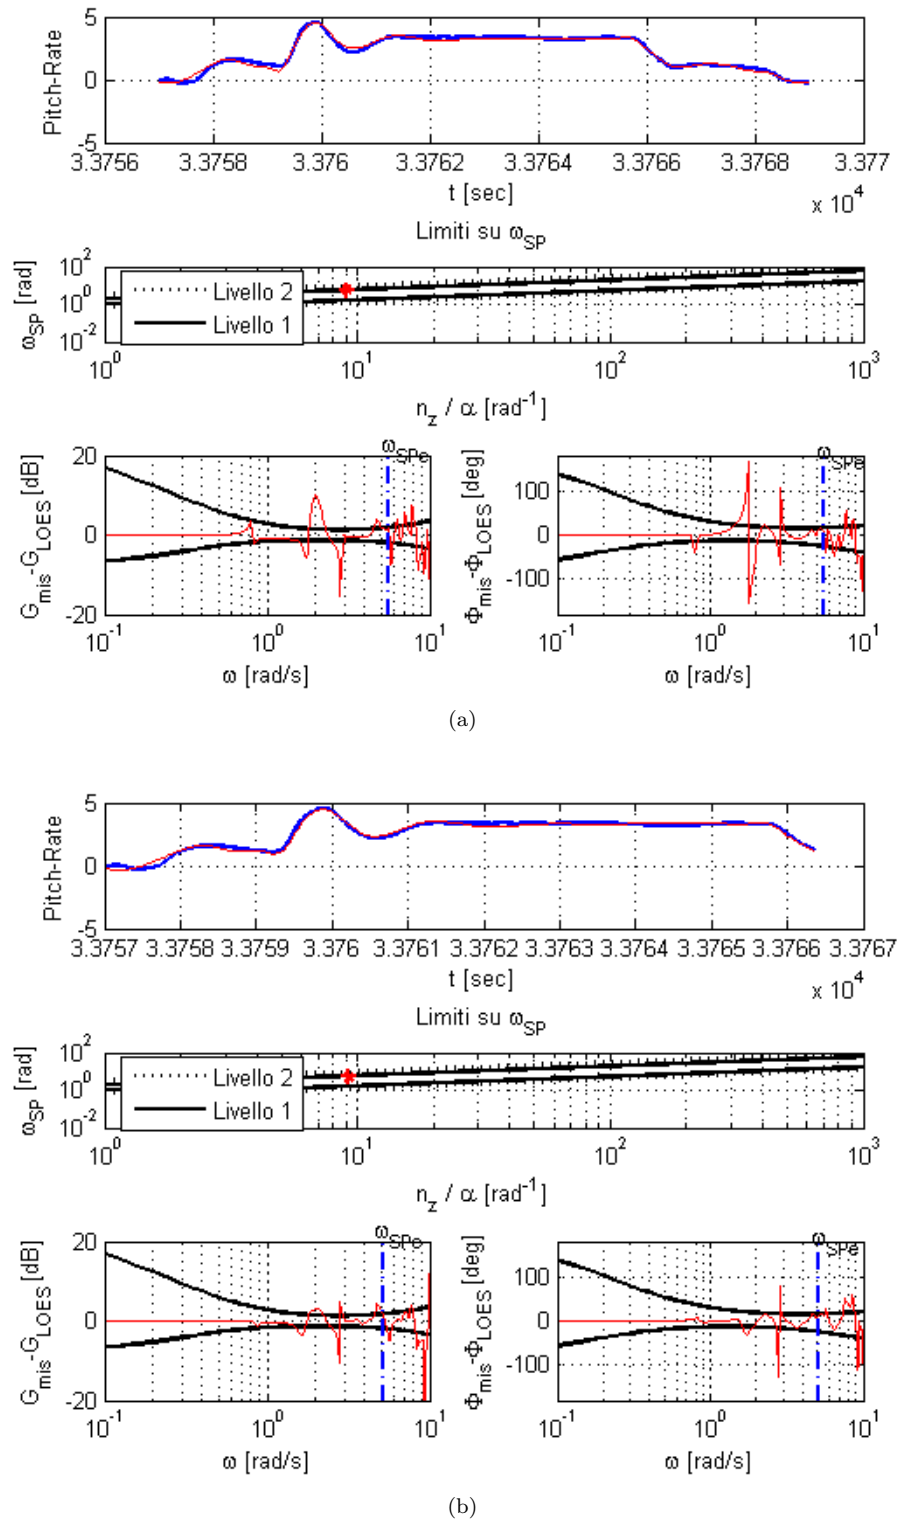 5
0
-5
Pitch-Rate
3.3756 3.3758 3.376 3.3762 3.3764 3.3766 3.3768 3.377
t [sec]
x 10^4
Limiti su ω_SP
10^2
10^0
10^-2
ω_SP [rad]
Livello 2
Livello 1
10^0 10^1 10^2 10^3
n_z / α [rad^-1]
ω_SPe
20
0
-20
G_mis-G_LOES [dB]
10^-1 10^0 10^1
ω [rad/s]
ω_SPe
100
0
-100
Φ_mis-Φ_LOES [deg]
10^-1 10^0 10^1
ω [rad/s]
(a)
5
0
-5
Pitch-Rate
3.3757 3.3758 3.3759 3.376 3.3761 3.3762 3.3763 3.3764 3.3765 3.3766 3.3767
t [sec]
x 10^4
Limiti su ω_SP
10^2
10^0
10^-2
ω_SP [rad]
Livello 2
Livello 1
10^0 10^1 10^2 10^3
n_z / α [rad^-1]
ω_SPe
20
0
-20
G_mis-G_LOES [dB]
10^-1 10^0 10^1
ω [rad/s]
ω_SPe
100
0
-100
Φ_mis-Φ_LOES [deg]
10^-1 10^0 10^1
ω [rad/s]
(b)